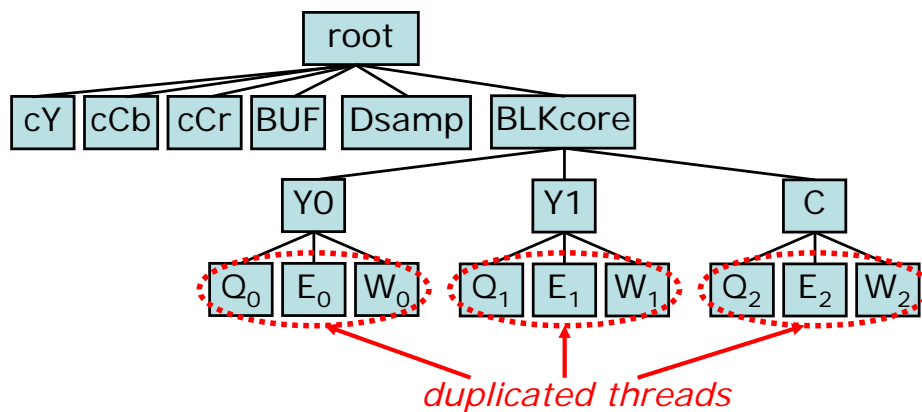 root
cY cCb cCr BUF Dsamp BLKcore
Y0 Y1 C
Q₀ E₀ W₀ Q₁ E₁ W₁ Q₂ E₂ W₂
duplicated threads